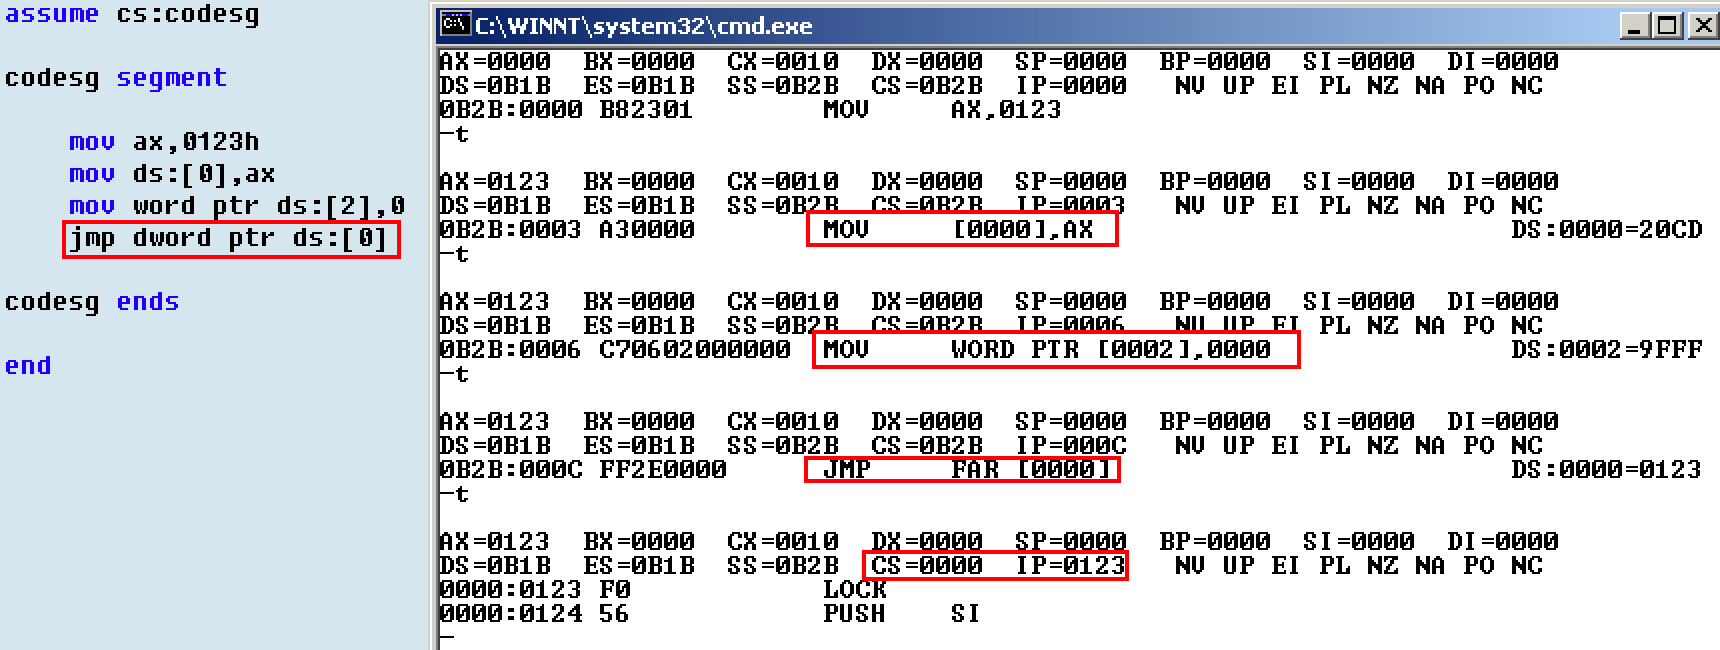 assume cs:codesg
codesg segment
mov ax,0123h
mov ds:[0],ax
mov word ptr ds:[2],0
jmp dword ptr ds:[0]
codesg ends
end
C:\WINNT\system32\cmd.exe
AX=0000 BX=0000 CX=0010 DX=0000 SP=0000 BP=0000 SI=0000 DI=0000
DS=0B1B ES=0B1B SS=0B2B CS=0B2B IP=0000 NV UP EI PL NZ NA PO NC
0B2B:0000 B82301 MOV AX,0123
-t
AX=0123 BX=0000 CX=0010 DX=0000 SP=0000 BP=0000 SI=0000 DI=0000
DS=0B1B ES=0B1B SS=0B2B CS=0B2B IP=0003 NV UP EI PL NZ NA PO NC
0B2B:0003 A30000 MOV [0000],AX DS:0000=20CD
-t
AX=0123 BX=0000 CX=0010 DX=0000 SP=0000 BP=0000 SI=0000 DI=0000
DS=0B1B ES=0B1B SS=0B2B CS=0B2B IP=0006 NV UP EI PL NZ NA PO NC
0B2B:0006 C70602000000 MOV WORD PTR [0002],0000 DS:0002=9FFF
-t
AX=0123 BX=0000 CX=0010 DX=0000 SP=0000 BP=0000 SI=0000 DI=0000
DS=0B1B ES=0B1B SS=0B2B CS=0B2B IP=000C NV UP EI PL NZ NA PO NC
0B2B:000C FF2E0000 JMP FAR [0000] DS:0000=0123
-t
AX=0123 BX=0000 CX=0010 DX=0000 SP=0000 BP=0000 SI=0000 DI=0000
DS=0B1B ES=0B1B SS=0B2B CS=0000 IP=0123 NV UP EI PL NZ NA PO NC
0000:0123 F0 LOCK
0000:0124 56 PUSH SI
-